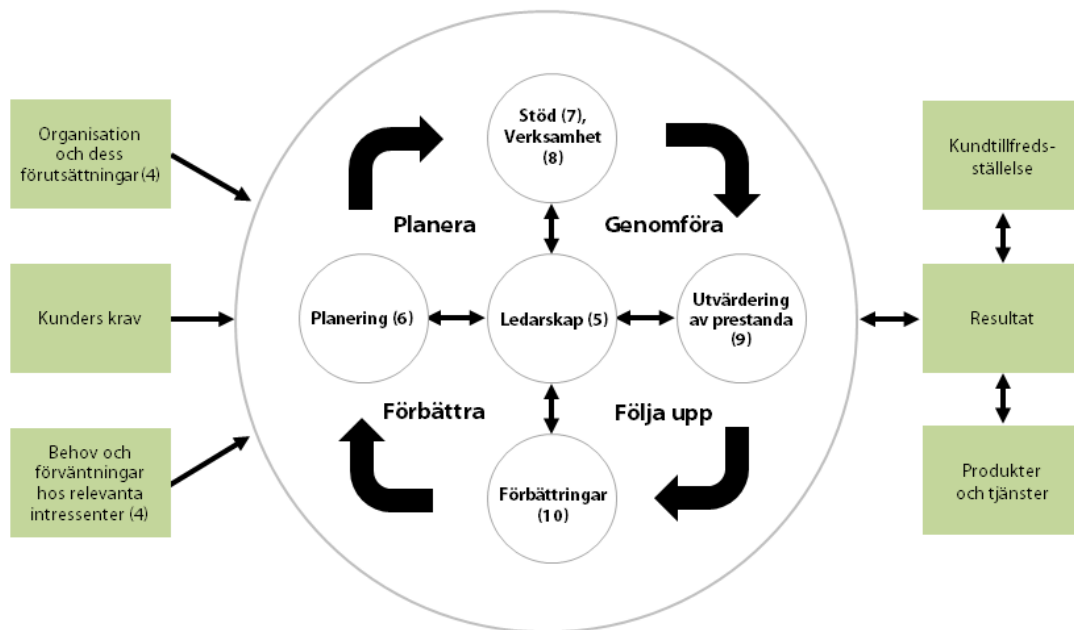 Organisation
och dess
förutsättningar (4)
Kunders krav
Behov och
förväntningar
hos relevanta
intressenter (4)
Stöd (7),
Verksamhet
(8)
Planera
Genomföra
Planering (6)
Ledarskap (5)
Utvärdering
av prestanda
(9)
Förbättra
Följa upp
Förbättringar
(10)
Kundtillfreds-
ställelse
Resultat
Produkter
och tjänster